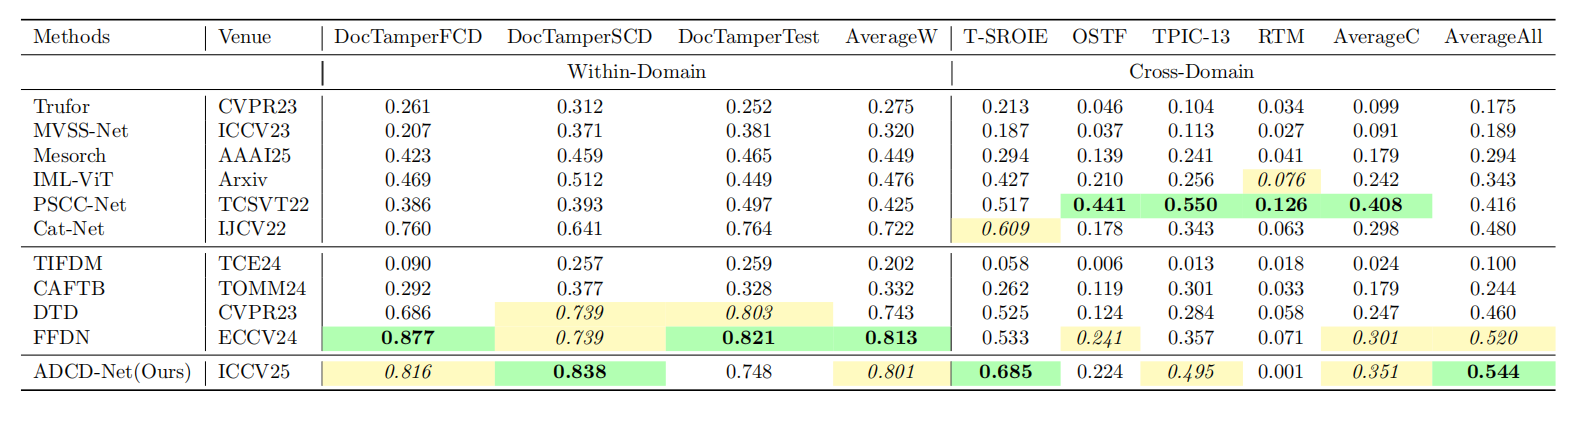 Methods Venue DocTamperFCD DocTamperSCD DocTamperTest AverageW T-SROIE OSTF TPIC-13 RTM AverageC AverageAll
Within-Domain Cross-Domain
Trufor CVPR23 0.261 0.312 0.252 0.275 0.213 0.046 0.104 0.034 0.099 0.175
MVSS-Net ICCV23 0.207 0.371 0.381 0.320 0.187 0.037 0.113 0.027 0.091 0.189
Mesorch AAAI25 0.423 0.459 0.465 0.449 0.294 0.139 0.241 0.041 0.179 0.294
IML-ViT Arxiv 0.469 0.512 0.449 0.476 0.427 0.210 0.256 0.076 0.242 0.343
PSCC-Net TCSVT22 0.386 0.393 0.497 0.425 0.517 0.441 0.550 0.126 0.408 0.416
Cat-Net IJCV22 0.760 0.641 0.764 0.722 0.609 0.178 0.343 0.063 0.298 0.480
TIFDM TCE24 0.090 0.257 0.259 0.202 0.058 0.006 0.013 0.018 0.024 0.100
CAFTB TOMM24 0.292 0.377 0.328 0.332 0.262 0.119 0.301 0.033 0.179 0.244
DTD CVPR23 0.686 0.739 0.803 0.743 0.525 0.124 0.284 0.058 0.247 0.460
FFDN ECCV24 0.877 0.739 0.821 0.813 0.533 0.241 0.357 0.071 0.301 0.520
ADCD-Net(Ours) ICCV25 0.816 0.838 0.748 0.801 0.685 0.224 0.495 0.001 0.351 0.544